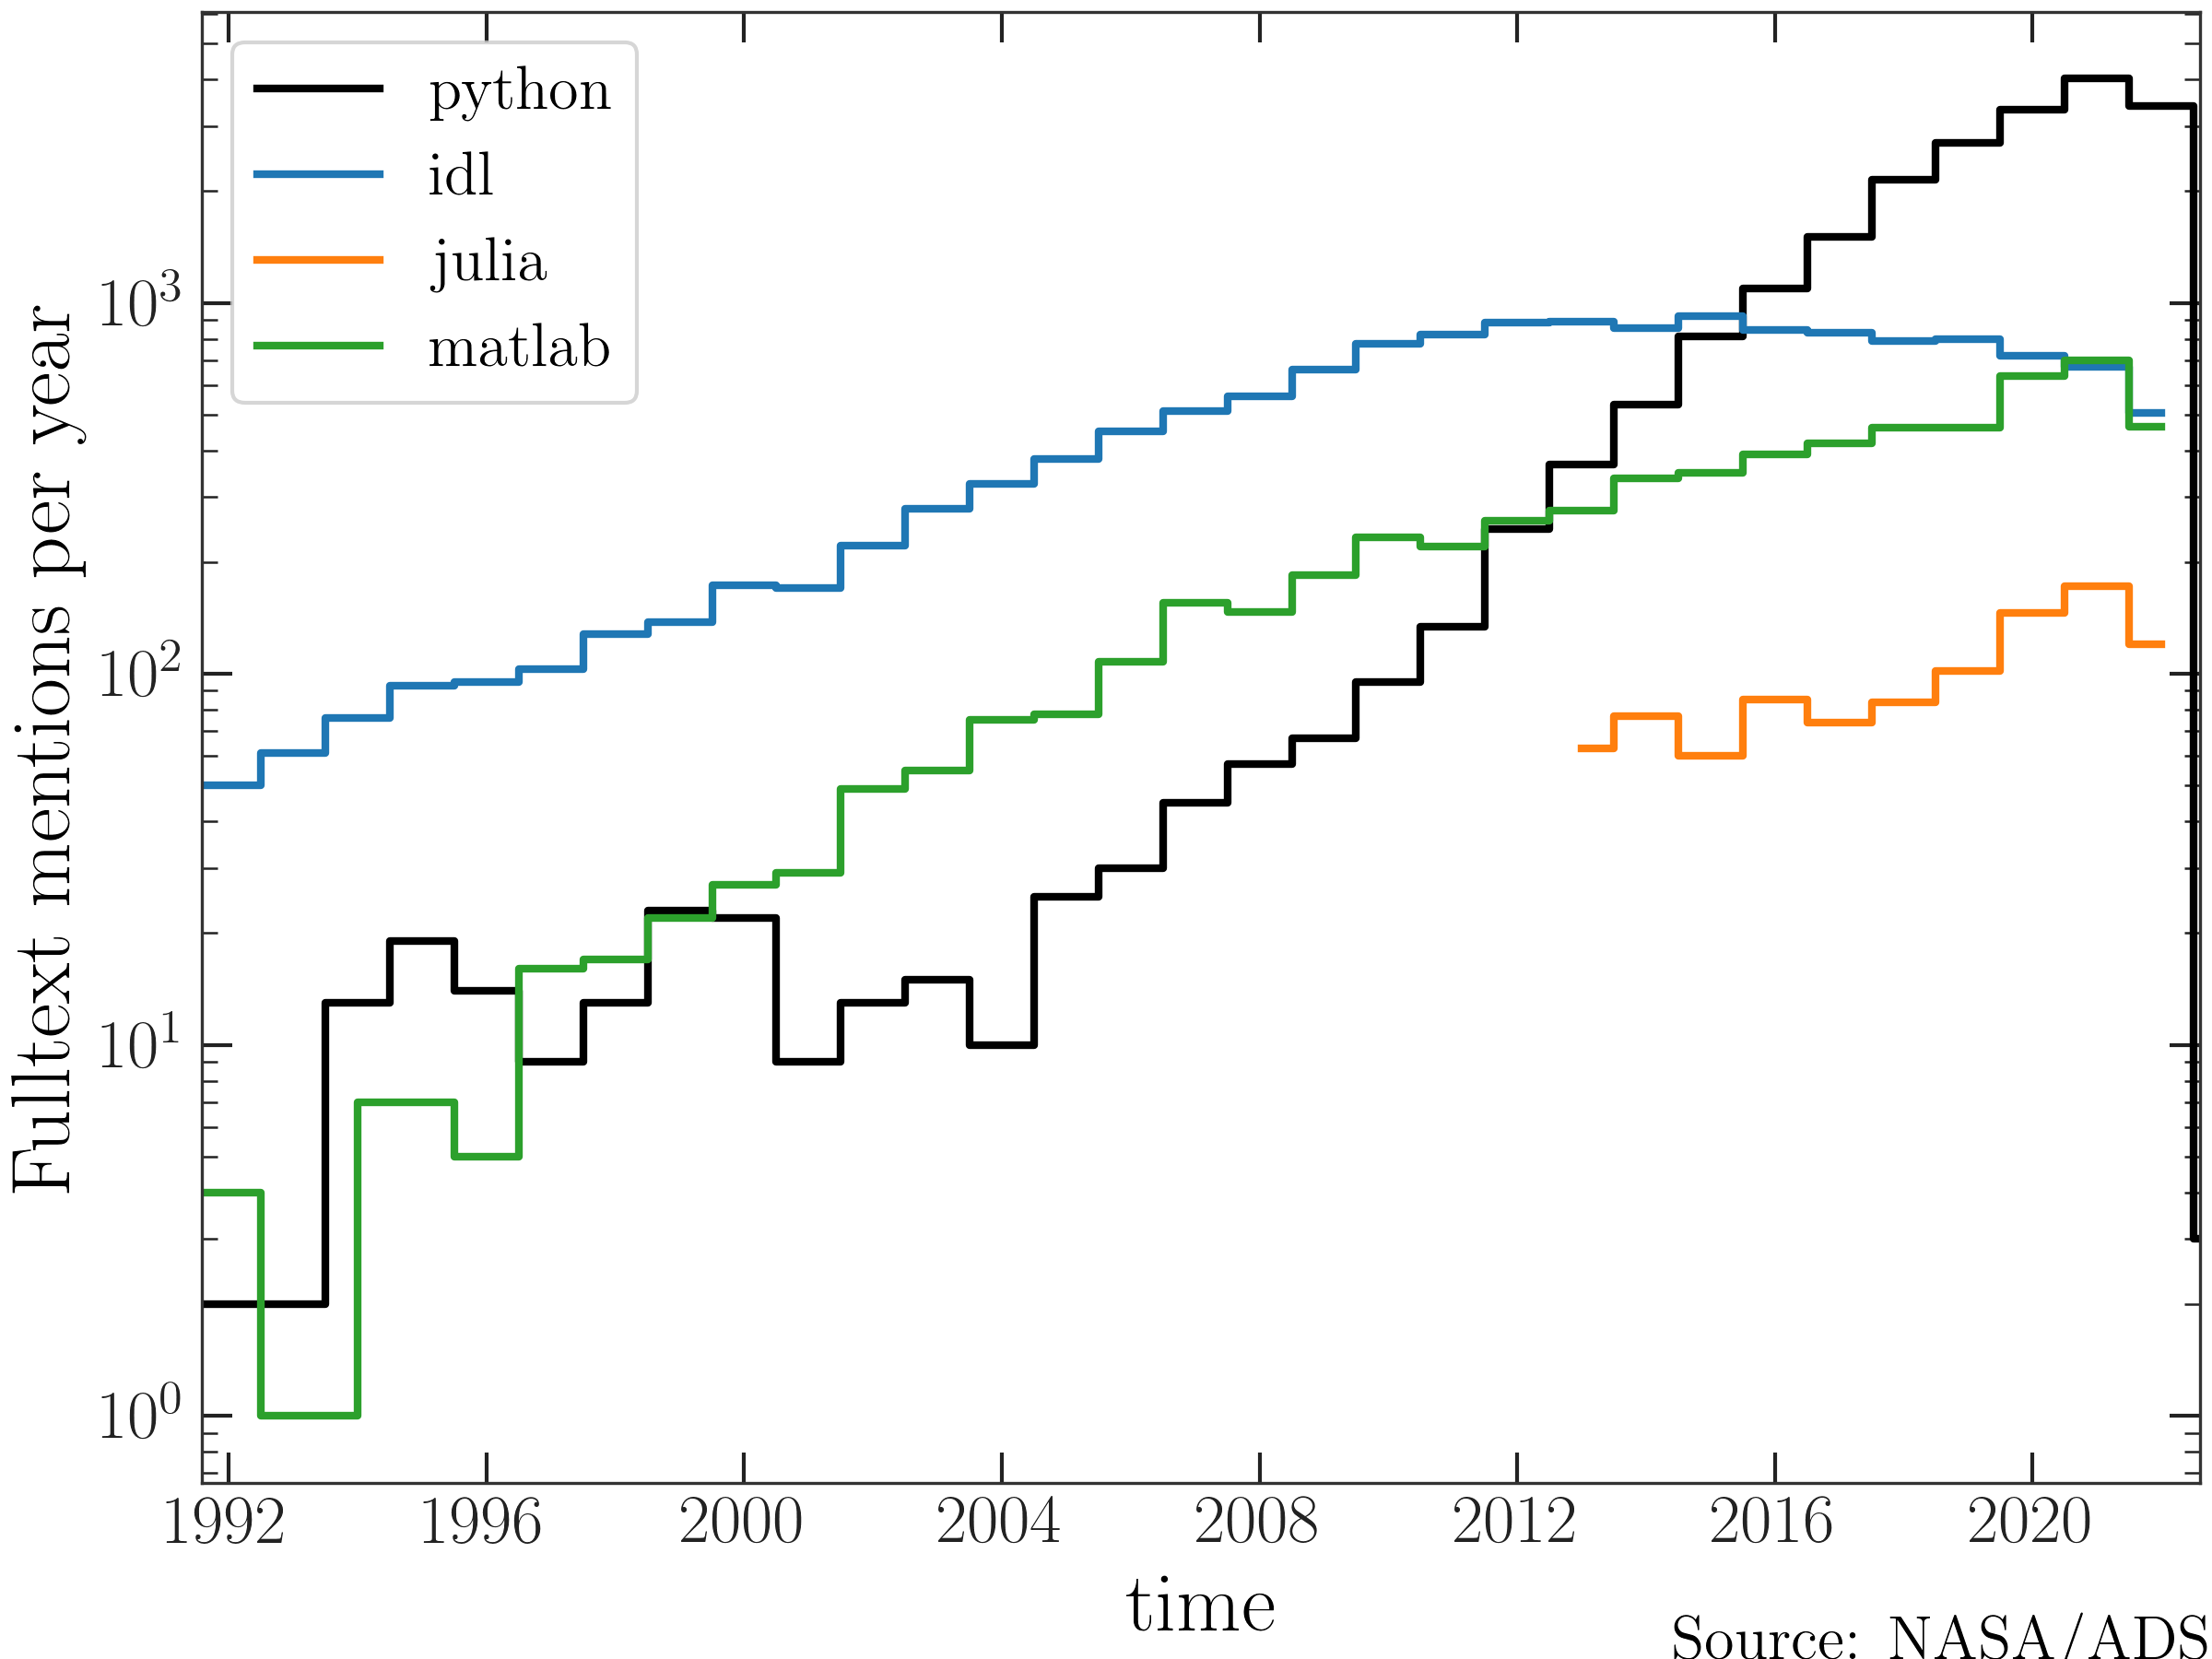 python
idl
julia
matlab
Fulltext mentions per year
10³
10²
10¹
10⁰
1992 1996 2000 2004 2008 2012 2016 2020
time
Source: NASA/ADS